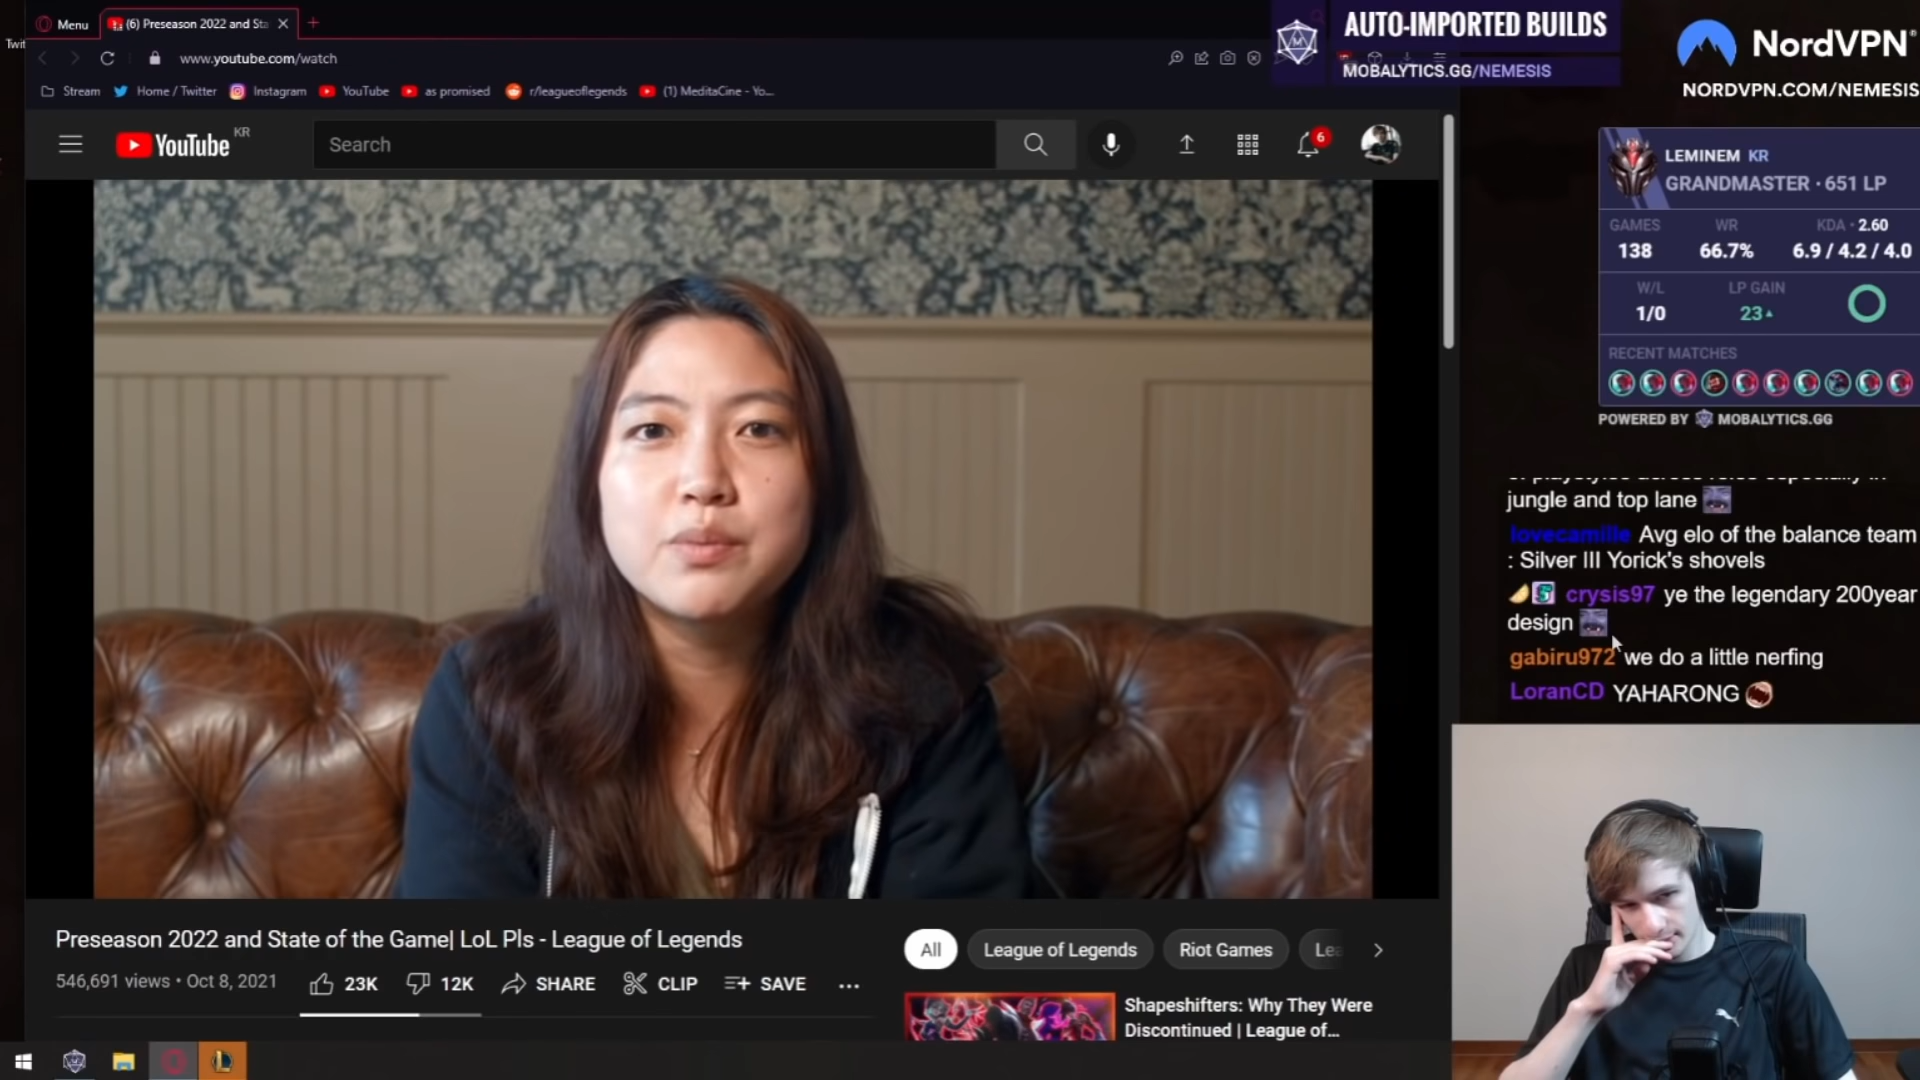 Menu
(6) Preseason 2022 and Sta
Twit
www.youtube.com/watch
Stream
Home / Twitter
Instagram
YouTube
as promised
r/leagueoflegends
(1) MeditaCine - Yo...
AUTO-IMPORTED BUILDS
MOBALYTICS.GG/NEMESIS
NordVPN
NORDVPN.COM/NEMESIS
YouTube KR
Search
6
LEMINEM KR
GRANDMASTER · 651 LP
GAMES WR KDA · 2.60
138 66.7% 6.9 / 4.2 / 4.0
W/L LP GAIN
1/0 23
RECENT MATCHES
POWERED BY MOBALYTICS.GG
jungle and top lane
lovecamille Avg elo of the balance team
: Silver III Yorick's shovels
crysis97 ye the legendary 200year
design
gabiru972 we do a little nerfing
LoranCD YAHARONG
Preseason 2022 and State of the Game| LoL Pls - League of Legends
546,691 views • Oct 8, 2021
23K
12K
SHARE
CLIP
SAVE
All
League of Legends
Riot Games
Lea
Shapeshifters: Why They Were
Discontinued | League of...